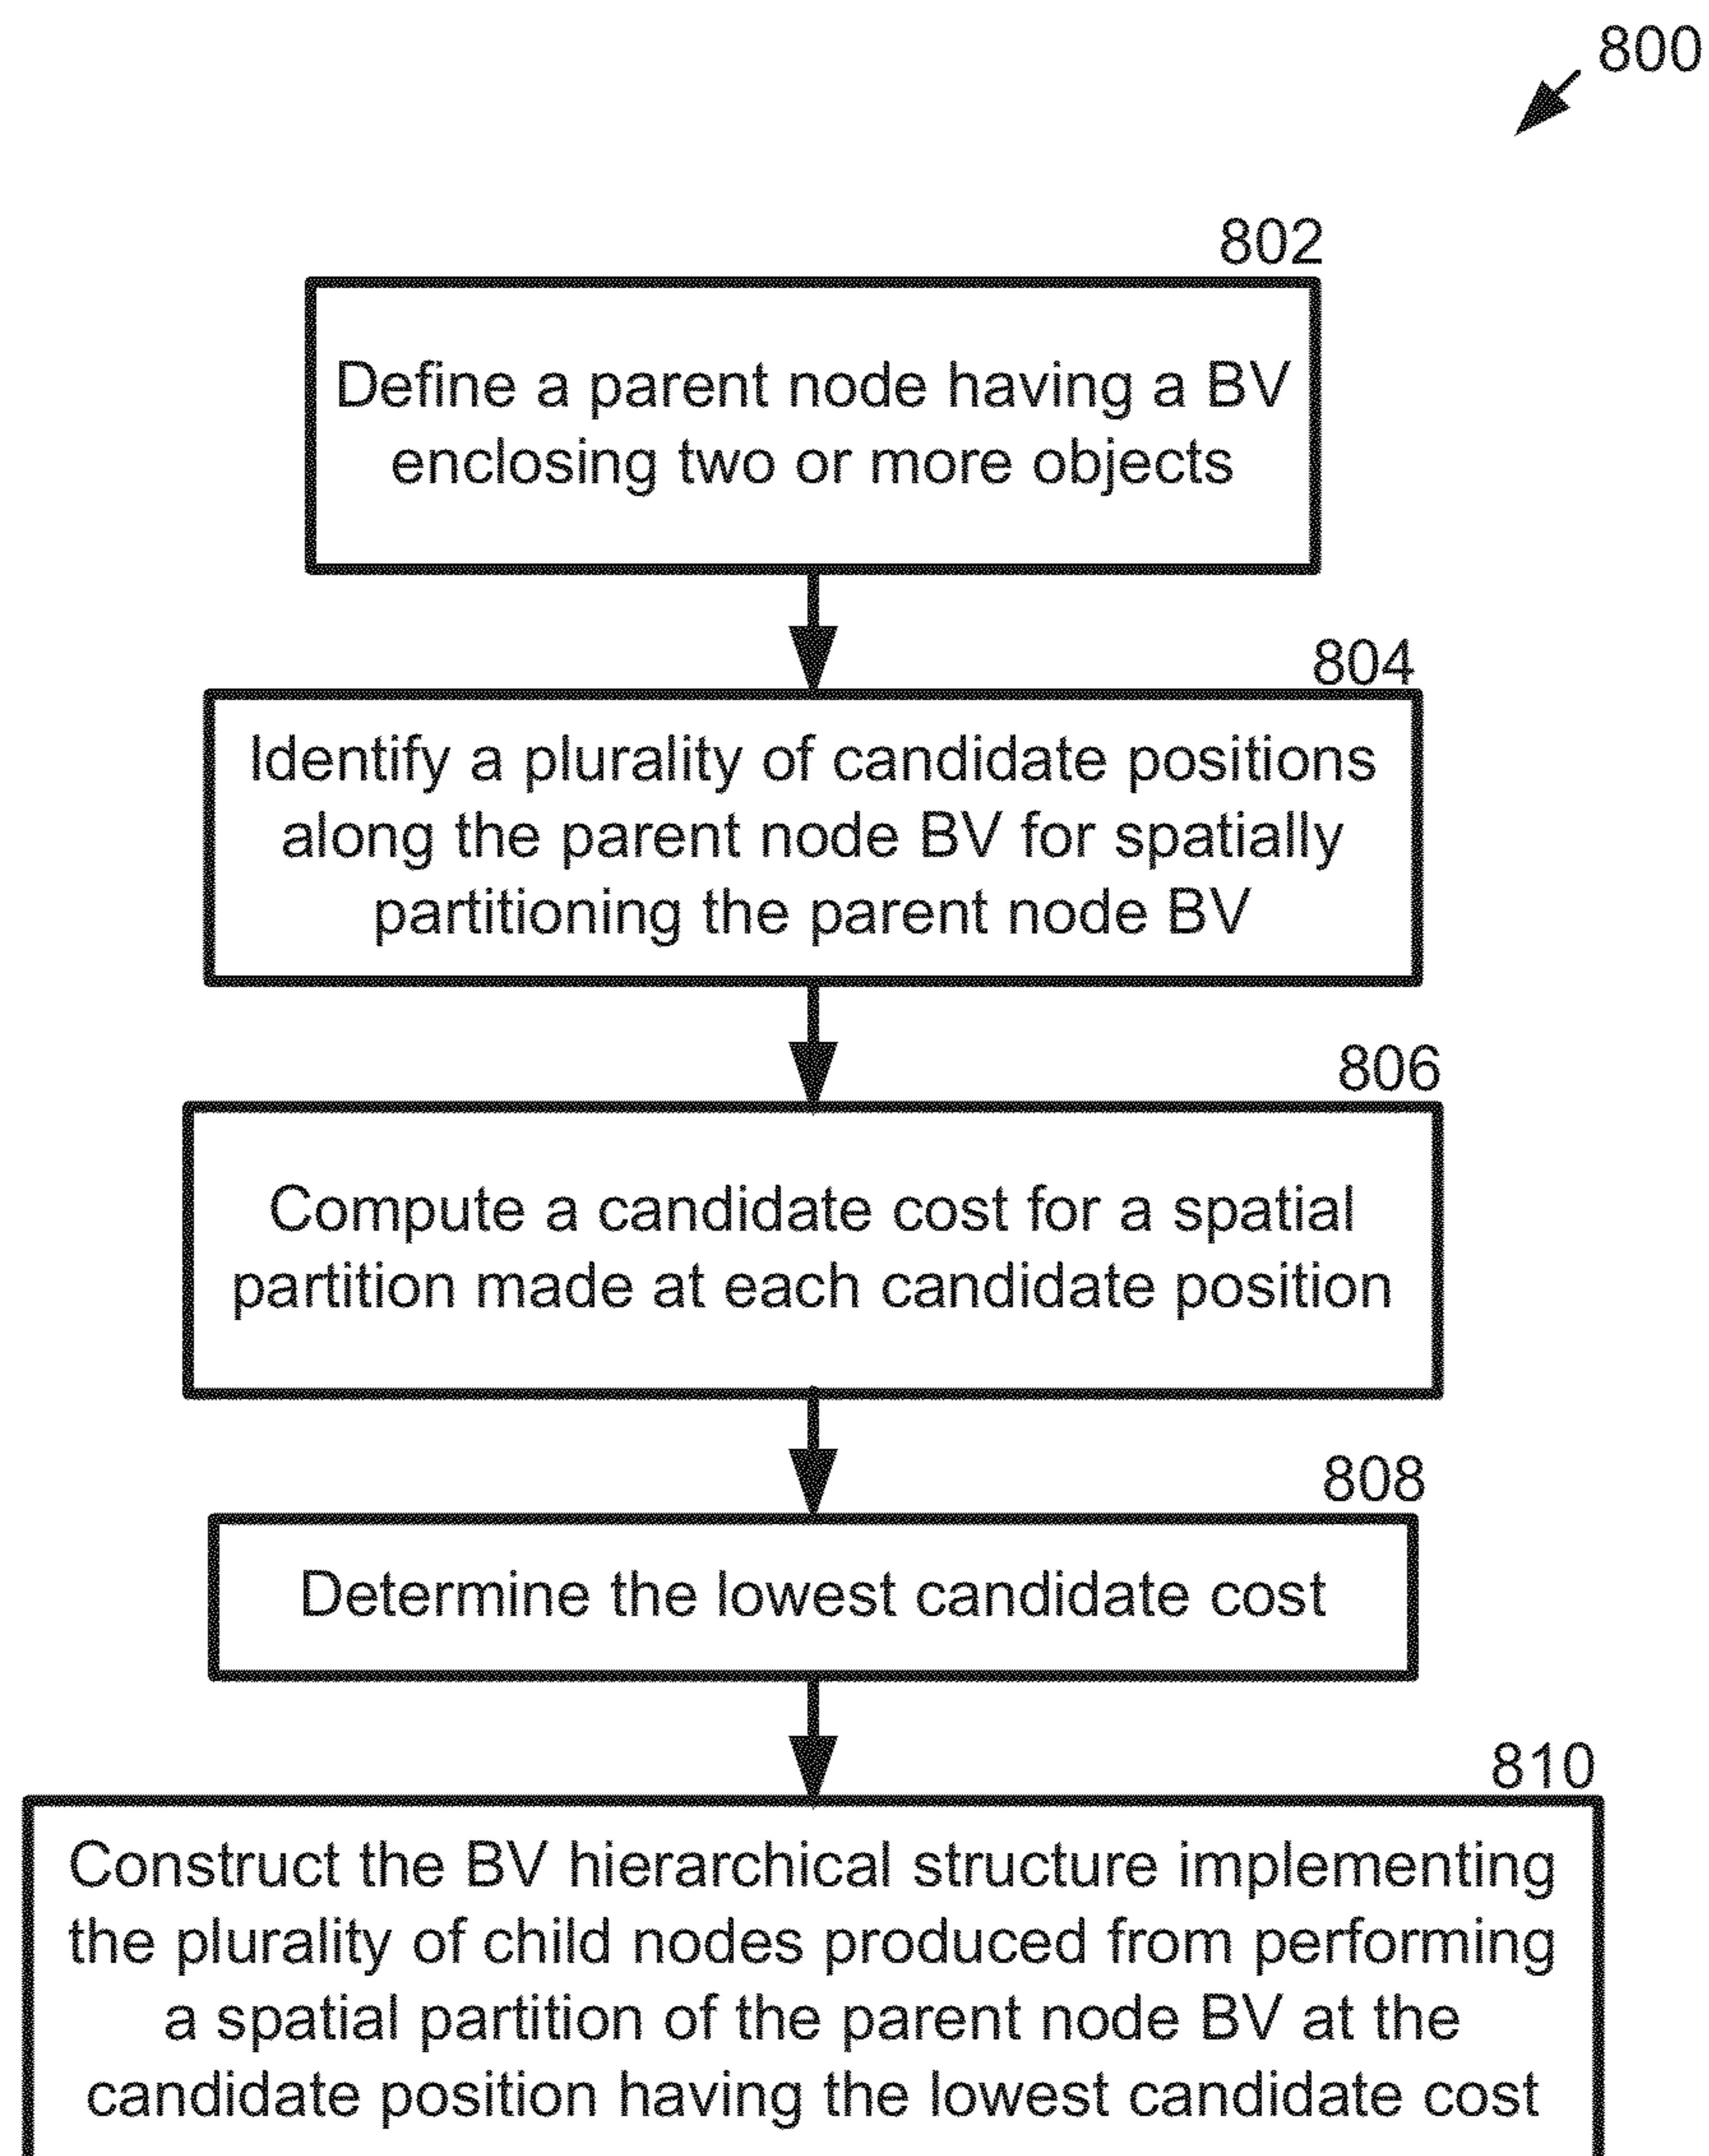 800
802
Define a parent node having a BV
enclosing two or more objects
804
Identify a plurality of candidate positions
along the parent node BV for spatially
partitioning the parent node BV
806
Compute a candidate cost for a spatial
partition made at each candidate position
808
Determine the lowest candidate cost
810
Construct the BV hierarchical structure implementing
the plurality of child nodes produced from performing
a spatial partition of the parent node BV at the
candidate position having the lowest candidate cost